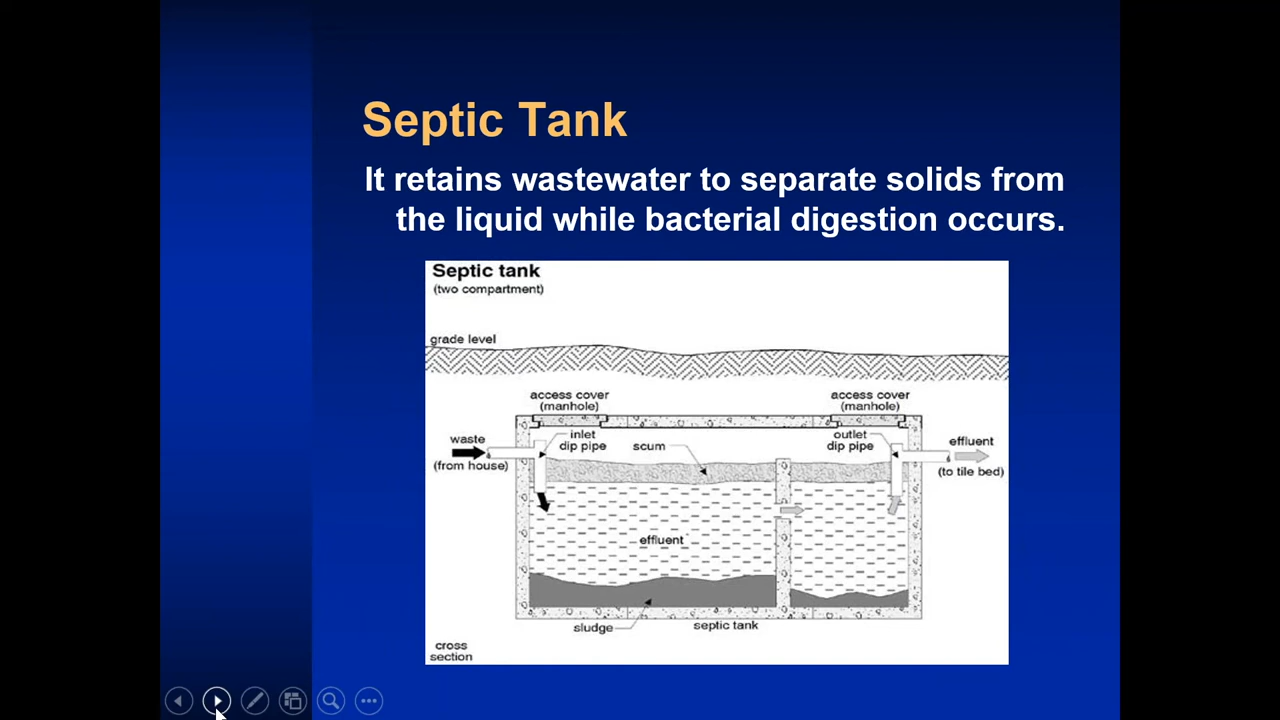 Septic Tank
It retains wastewater to separate solids from
the liquid while bacterial digestion occurs.
Septic tank
(two compartment)
grade level
access cover
(manhole)
access cover
(manhole)
waste
(from house)
inlet
dip pipe
scum
outlet
dip pipe
effluent
(to tile bed)
effluent
sludge
septic tank
cross
section